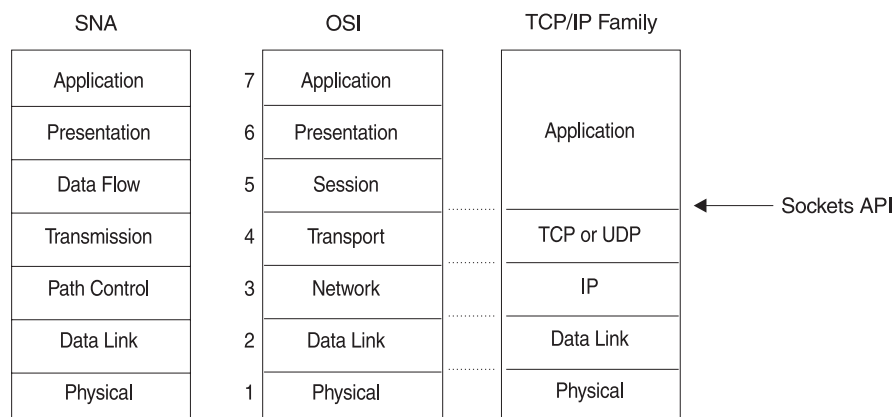 SNA OSI TCP/IP Family
Application 7 Application
Presentation 6 Presentation Application
Data Flow 5 Session
Sockets API
Transmission 4 Transport TCP or UDP
Path Control 3 Network IP
Data Link 2 Data Link Data Link
Physical 1 Physical Physical